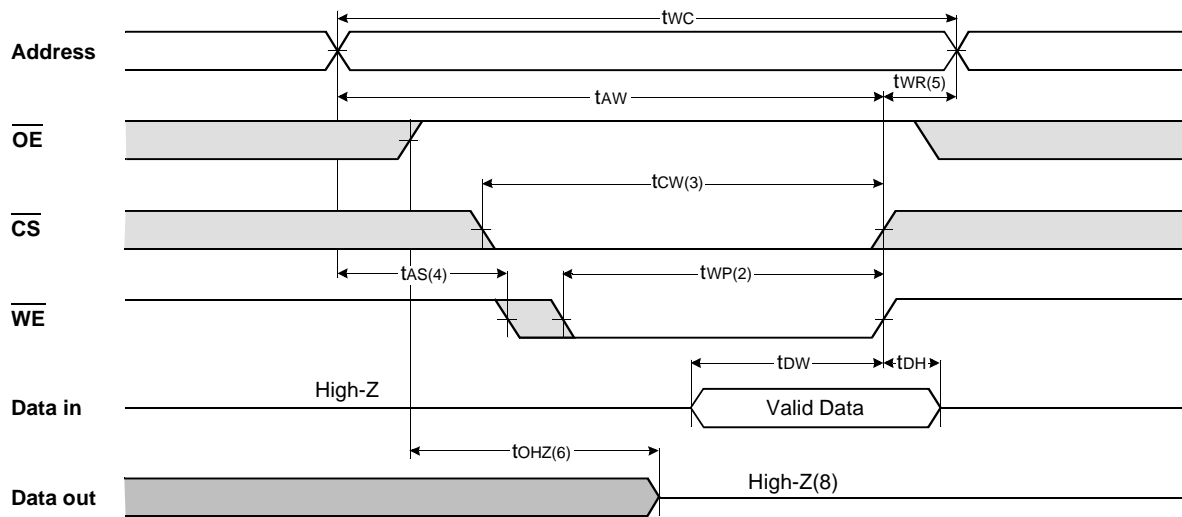 tWC
Address
tWR(5)
tAW
OE
tCW(3)
CS
tAS(4)
tWP(2)
WE
tDW
tDH
High-Z
Data in
Valid Data
tOHZ(6)
High-Z(8)
Data out